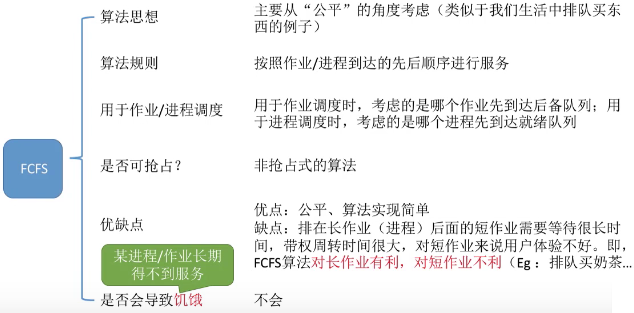 算法思想
主要从“公平”的角度考虑（类似于我们生活中排队买东
西的例子）
算法规则
按照作业/进程到达的先后顺序进行服务
用于作业/进程调度
用于作业调度时，考虑的是哪个作业先到达后备队列；用
于进程调度时，考虑的是哪个进程先到达就绪队列
FCFS
是否可抢占？
非抢占式的算法
优缺点
优点：公平、算法实现简单
缺点：排在长作业（进程）后面的短作业需要等待很长时
间，带权周转时间很大，对短作业来说用户体验不好。即，
FCFS算法对长作业有利，对短作业不利（Eg：排队买奶茶...
某进程/作业长期
得不到服务
是否会导致饥饿
不会